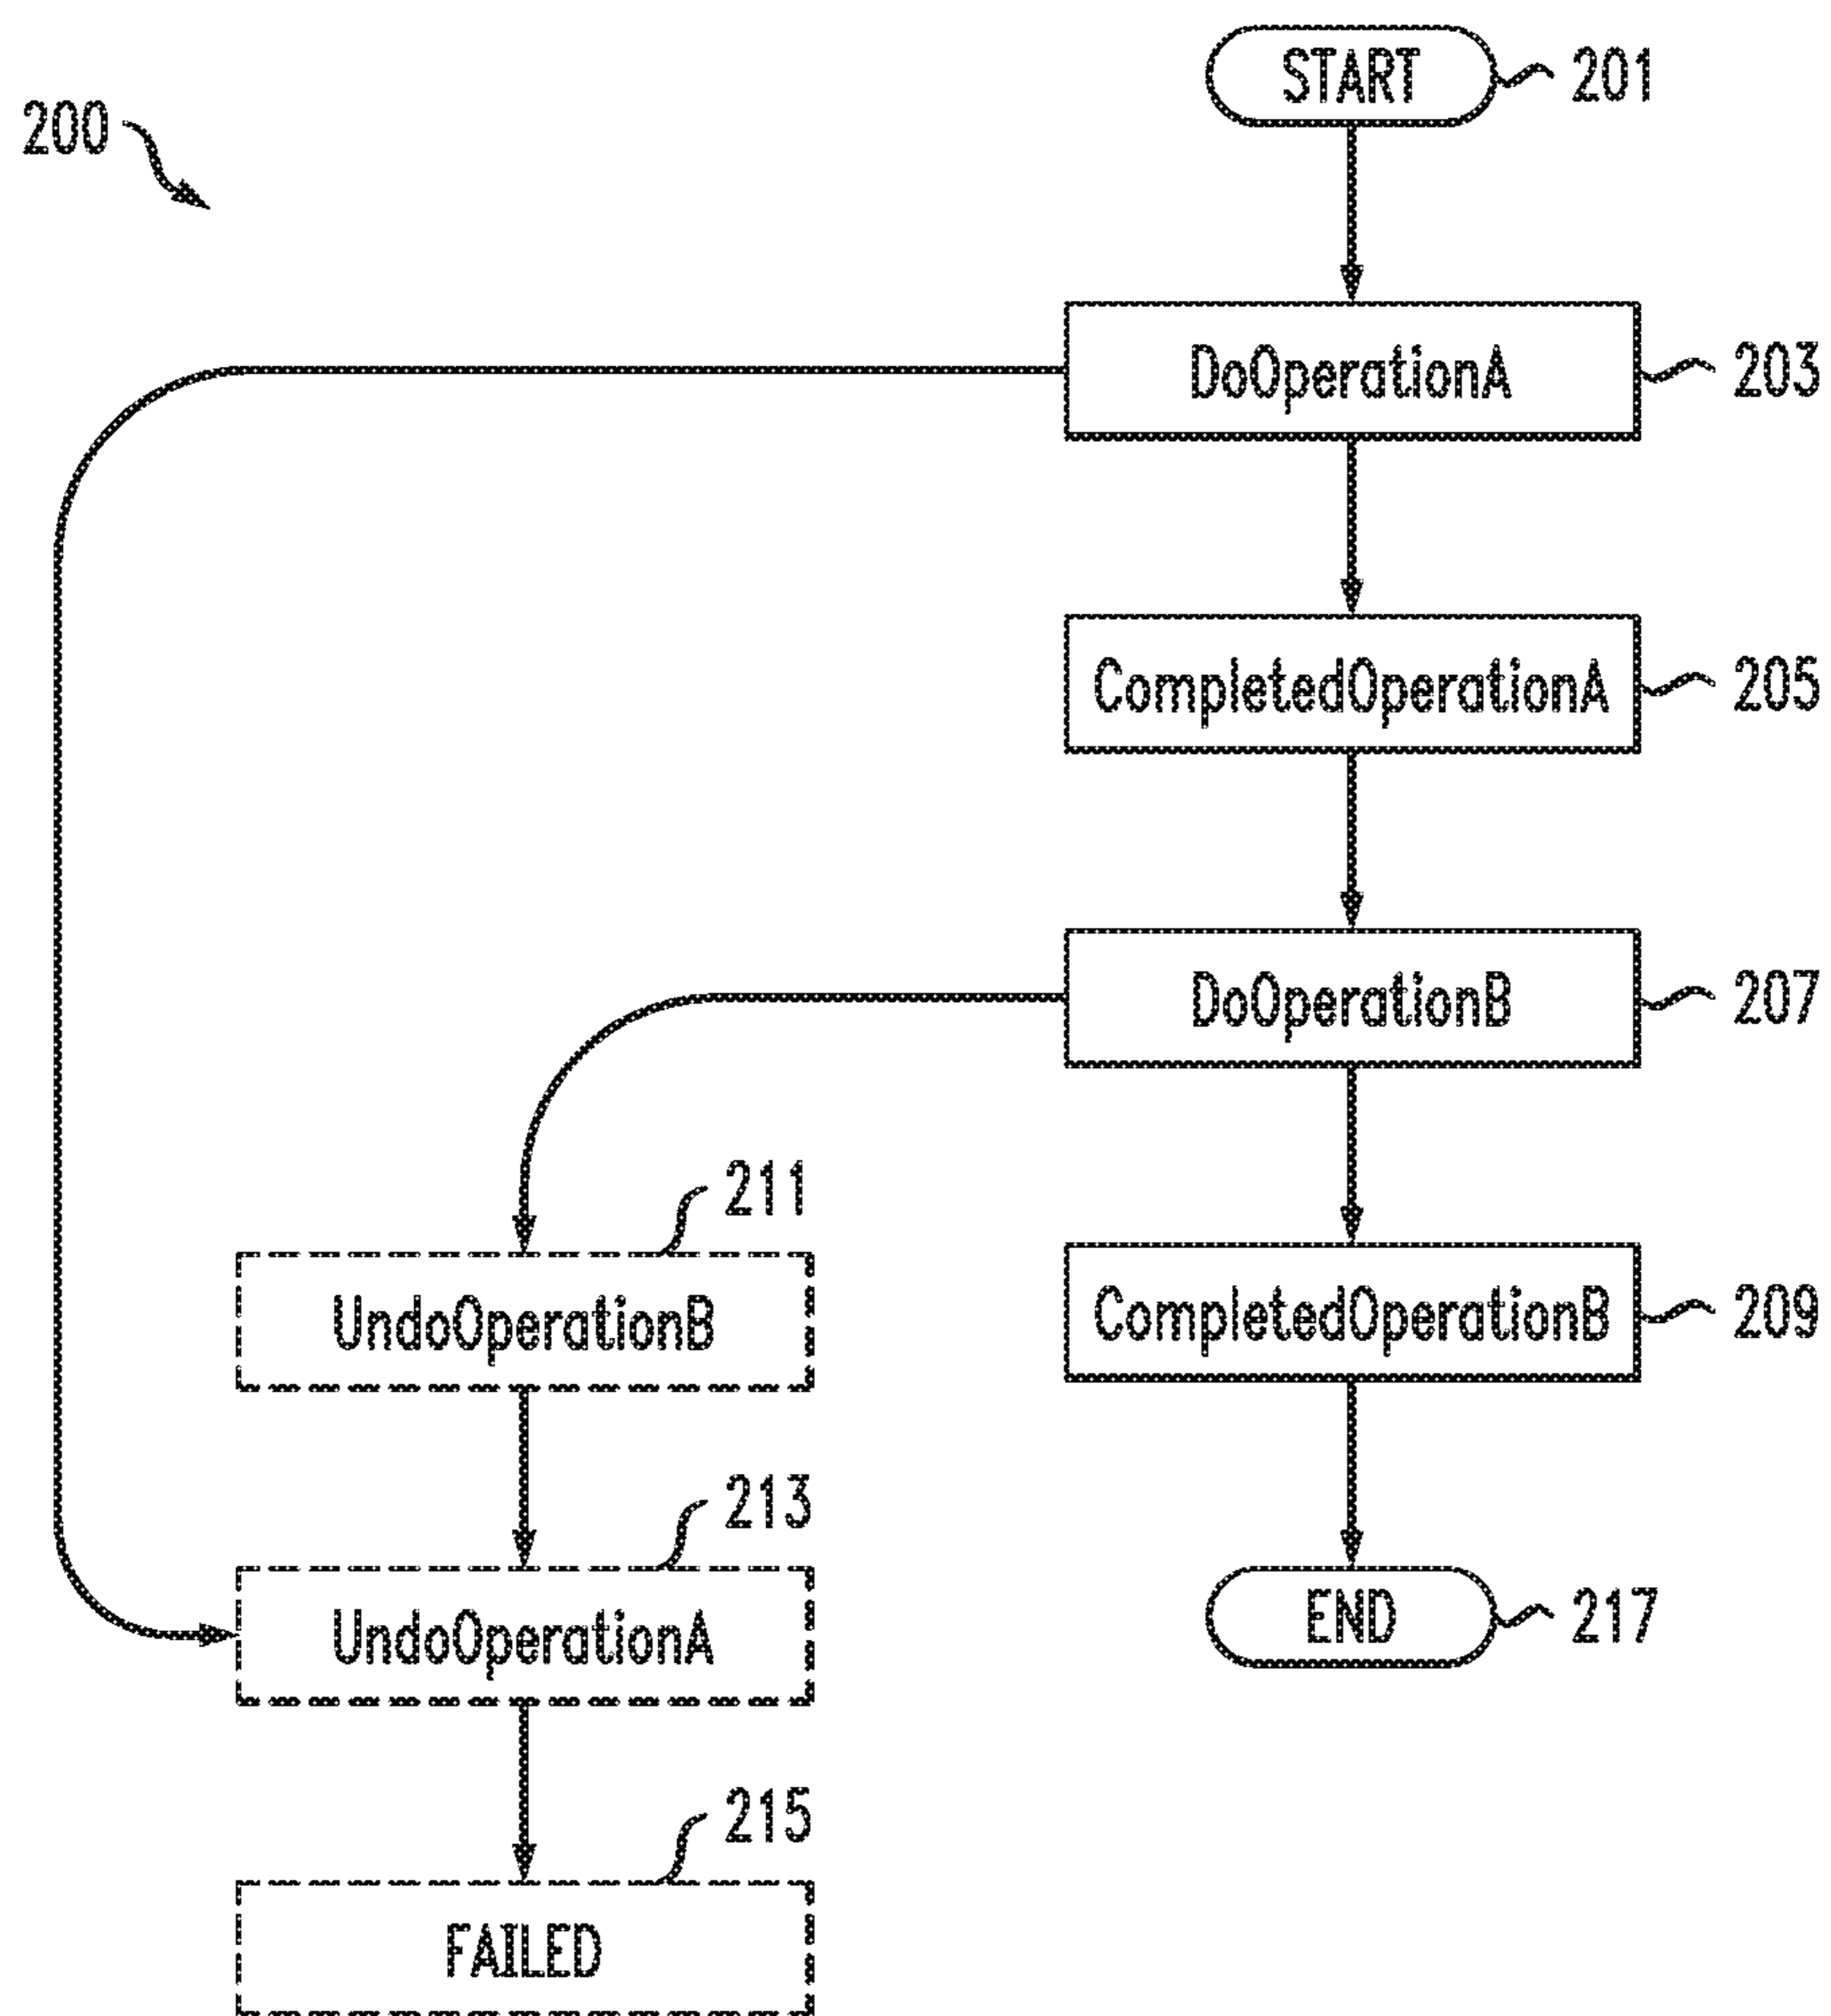 START 201
200
DoOperationA 203
CompletedOperationA 205
DoOperationB 207
211
UndoOperationB
CompletedOperationB 209
213
UndoOperationA
END 217
215
FAILED